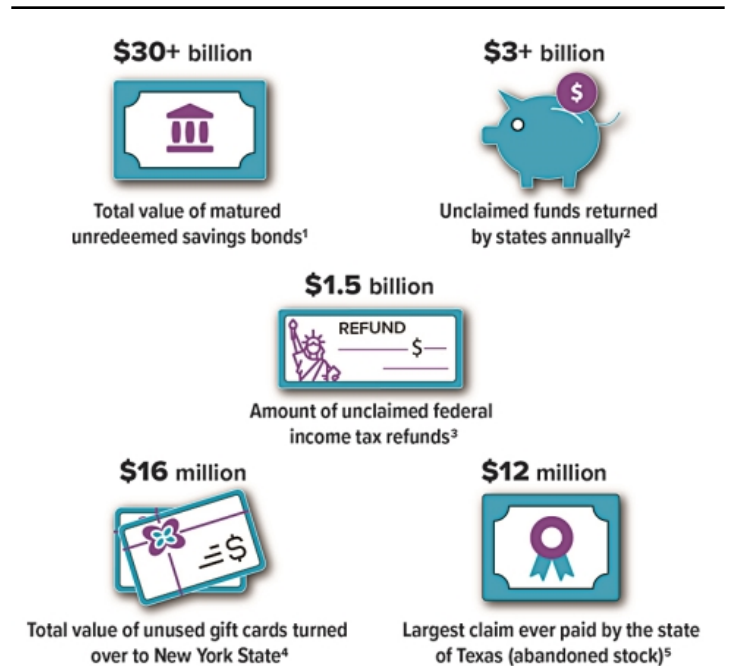 $30+ billion
Total value of matured
unredeemed savings bonds¹
$3+ billion
$
Unclaimed funds returned
by states annually²
$1.5 billion
REFUND
$
Amount of unclaimed federal
income tax refunds³
$16 million
$
Total value of unused gift cards turned
over to New York State⁴
$12 million
Largest claim ever paid by the state
of Texas (abandoned stock)⁵